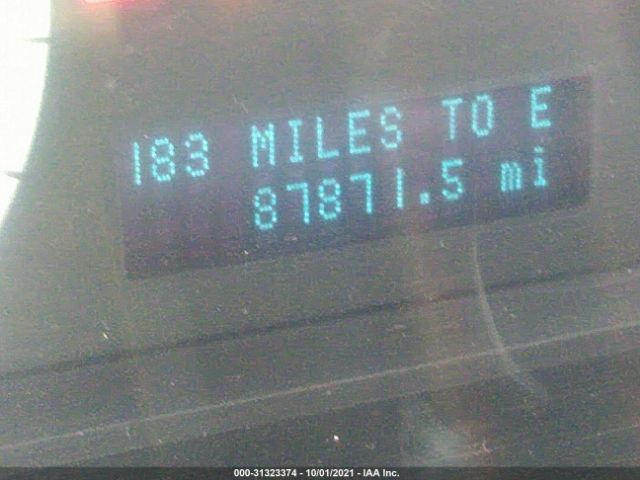 183 MILES TO E
87871.5 mi
000-31323374 - 10/01/2021 - IAA Inc.